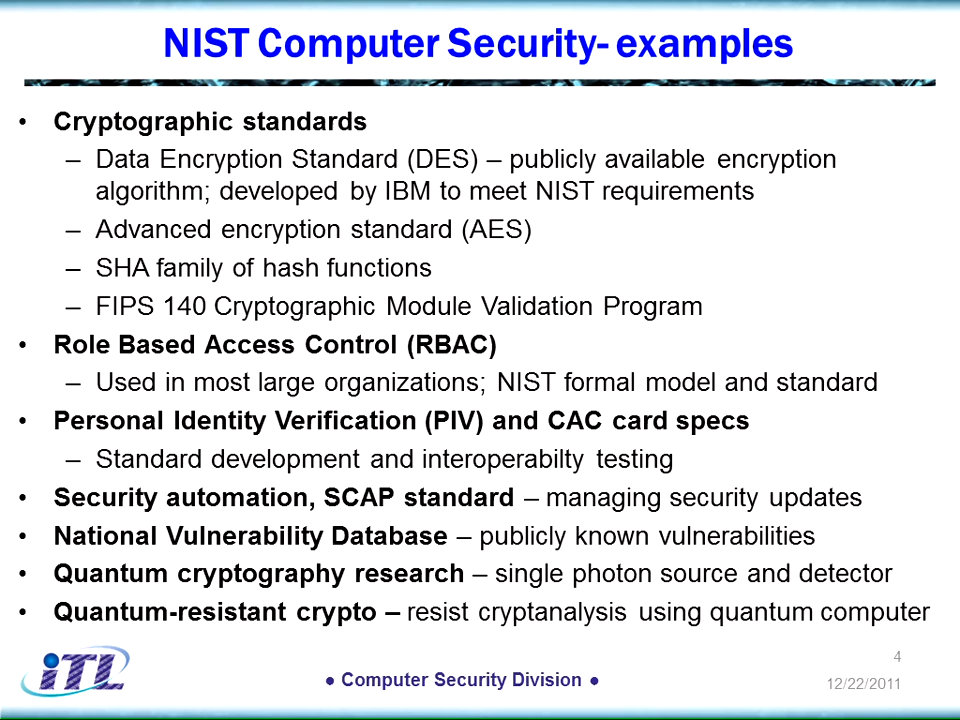 NIST Computer Security- examples
• Cryptographic standards
– Data Encryption Standard (DES) – publicly available encryption
algorithm; developed by IBM to meet NIST requirements
– Advanced encryption standard (AES)
– SHA family of hash functions
– FIPS 140 Cryptographic Module Validation Program
• Role Based Access Control (RBAC)
– Used in most large organizations; NIST formal model and standard
• Personal Identity Verification (PIV) and CAC card specs
– Standard development and interoperabilty testing
• Security automation, SCAP standard – managing security updates
• National Vulnerability Database – publicly known vulnerabilities
• Quantum cryptography research – single photon source and detector
• Quantum-resistant crypto – resist cryptanalysis using quantum computer
iTL
● Computer Security Division ●
4
12/22/2011